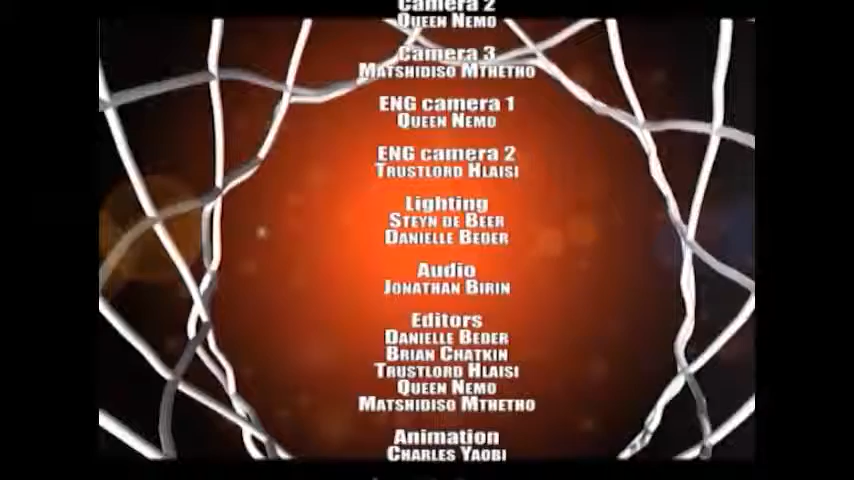 Camera 2
Queen Nemo
Camera 3
Matshidiso Mthetho
ENG camera 1
Queen Nemo
ENG camera 2
Trustlord Hlaisi
Lighting
Steyn de Beer
Danielle Beder
Audio
Jonathan Birin
Editors
Danielle Beder
Brian Chatkin
Trustlord Hlaisi
Queen Nemo
Matshidiso Mthetho
Animation
Charles Yaobi